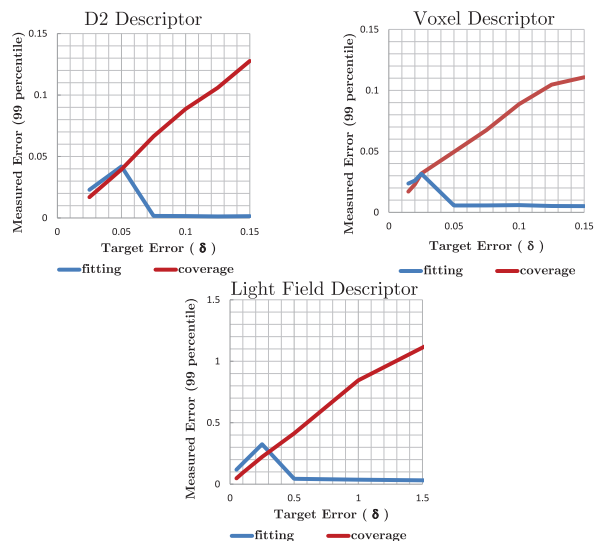 D2 Descriptor
Measured Error (99 percentile)
0.15
0.1
0.05
0
0 0.05 0.1 0.15
Target Error ( δ )
fitting coverage
Voxel Descriptor
Measured Error (99 percentile)
0.15
0.1
0.05
0
0 0.05 0.1 0.15
Target Error ( δ )
fitting coverage
Light Field Descriptor
Measured Error (99 percentile)
1.5
1
0.5
0
0 0.5 1 1.5
Target Error ( δ )
fitting coverage